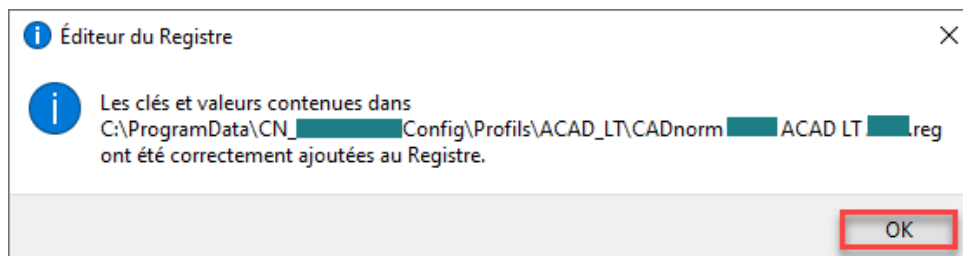 Éditeur du Registre
Les clés et valeurs contenues dans
C:\ProgramData\CN_ Config\Profils\ACAD_LT\CADnorm ACAD LT .reg
ont été correctement ajoutées au Registre.
OK